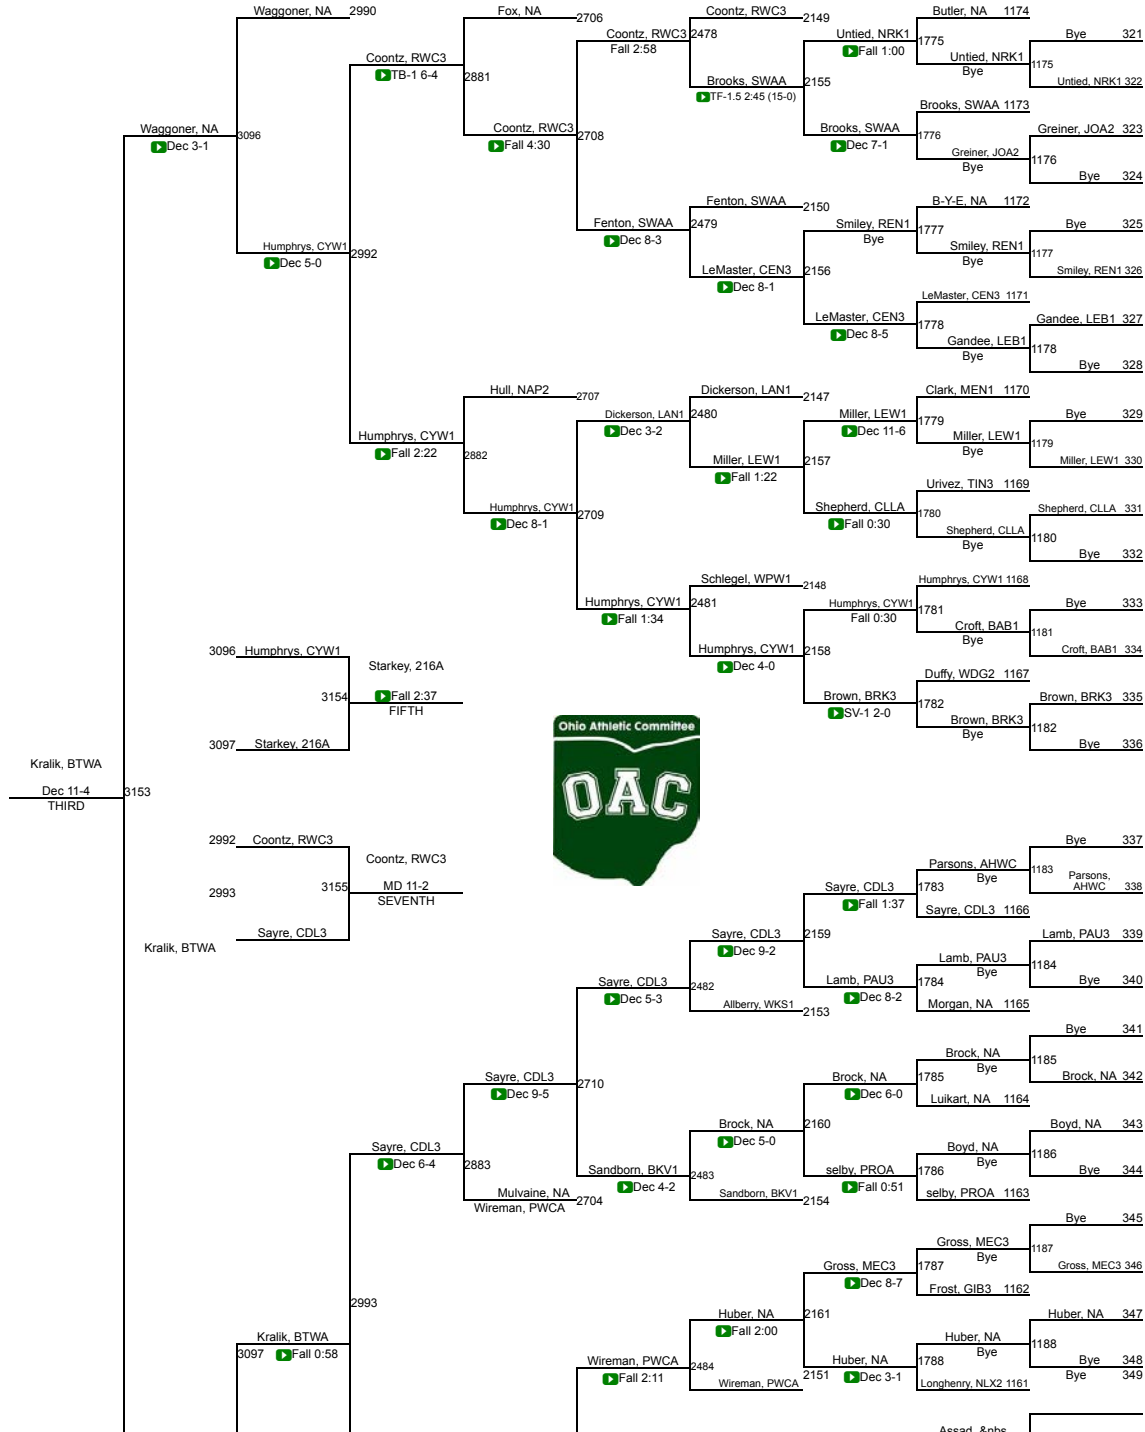 Waggoner, NA 2990
Fox, NA 2706
Coontz, RWC3 2149
Butler, NA 1174
Bye 321
Coontz, RWC3 2478
Fall 2:58
Untied, NRK1 1775
Fall 1:00
Untied, NRK1 1175
Bye
Untied, NRK1 322
Coontz, RWC3
TB-1 6-4
2881
Brooks, SWAA 2155
TF-1.5 2:45 (15-0)
Brooks, SWAA 1173
Waggoner, NA 3096
Dec 3-1
Coontz, RWC3 2708
Fall 4:30
Brooks, SWAA 1776
Dec 7-1
Greiner, JOA2 323
Greiner, JOA2 1176
Bye
Bye 324
Fenton, SWAA 2150
B-Y-E, NA 1172
Fenton, SWAA 2479
Dec 8-3
Smiley, REN1 1777
Bye
Bye 325
Humphrys, CYW1 2992
Dec 5-0
Smiley, REN1 1177
Bye
Smiley, REN1 326
LeMaster, CEN3 2156
Dec 8-1
LeMaster, CEN3 1171
LeMaster, CEN3 1778
Dec 8-5
Gandee, LEB1 327
Gandee, LEB1 1178
Bye
Bye 328
Hull, NAP2 2707
Dickerson, LAN1 2147
Clark, MEN1 1170
Dickerson, LAN1 2480
Dec 3-2
Miller, LEW1 1779
Dec 11-6
Bye 329
Humphrys, CYW1 2882
Fall 2:22
Miller, LEW1 1179
Bye
Miller, LEW1 330
Miller, LEW1 2157
Fall 1:22
Urivez, TIN3 1169
Humphrys, CYW1 2709
Dec 8-1
Shepherd, CLLA 1780
Fall 0:30
Shepherd, CLLA 331
Shepherd, CLLA 1180
Bye
Bye 332
Schlegel, WPW1 2148
Humphrys, CYW1 1168
Humphrys, CYW1 2481
Fall 1:34
Humphrys, CYW1 1781
Fall 0:30
Bye 333
Croft, BAB1 1181
Bye
Croft, BAB1 334
3096 Humphrys, CYW1
Starkey, 216A
Humphrys, CYW1 2158
Dec 4-0
Duffy, WDG2 1167
3154
Fall 2:37
FIFTH
Brown, BRK3 1782
SV-1 2-0
Brown, BRK3 335
Brown, BRK3 1182
Bye
3097 Starkey, 216A
Bye 336
Ohio Athletic Committee
OAC
Kralik, BTWA
Dec 11-4 3153
THIRD
2992 Coontz, RWC3
Coontz, RWC3
3155
MD 11-2
SEVENTH
2993
Sayre, CDL3
Kralik, BTWA
Bye 337
Parsons, AHWC 1183
Bye
Parsons,
AHWC 338
Sayre, CDL3 1783
Fall 1:37
Sayre, CDL3 1166
Sayre, CDL3 2159
Dec 9-2
Lamb, PAU3 339
Lamb, PAU3 1184
Bye
Bye 340
Sayre, CDL3 2482
Dec 5-3
Lamb, PAU3 1784
Dec 8-2
Allberry, WKS1 2153
Morgan, NA 1165
Bye 341
Brock, NA 1185
Bye
Brock, NA 342
Sayre, CDL3 2710
Dec 9-5
Brock, NA 1785
Dec 6-0
Luikart, NA 1164
Brock, NA 2160
Dec 5-0
Boyd, NA 343
Sayre, CDL3 2883
Dec 6-4
Boyd, NA 1186
Bye
Bye 344
Sandborn, BKV1 2483
Dec 4-2
selby, PROA 1786
Fall 0:51
Mulvaine, NA 2704
Wireman, PWCA
Sandborn, BKV1 2154
selby, PROA 1163
Bye 345
Gross, MEC3 1187
Bye
Gross, MEC3 346
Gross, MEC3 1787
Dec 8-7
Frost, GIB3 1162
2993
Huber, NA 2161
Fall 2:00
Huber, NA 347
Kralik, BTWA
3097 Fall 0:58
Huber, NA 1188
Bye
Bye 348
Wireman, PWCA 2484
Fall 2:11
Huber, NA 1788
Dec 3-1
Bye 349
Wireman, PWCA 2151
Longhenry, NLX2 1161
Assad, &nbs